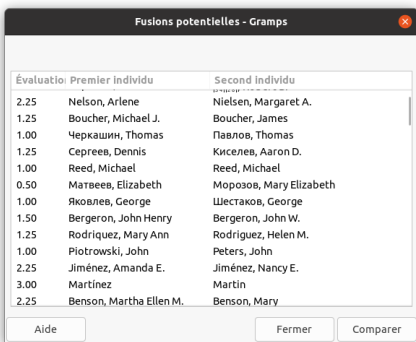 Fusions potentielles - Gramps
Évaluatio Premier individu Second individu
2.25 Nelson, Arlene Nielsen, Margaret A.
1.25 Boucher, Michael J. Boucher, James
1.00 Черкашин, Thomas Павлов, Thomas
1.25 Сергеев, Dennis Киселев, Aaron D.
1.00 Reed, Michael Reed, Michael
0.50 Матвеев, Elizabeth Морозов, Mary Elizabeth
1.00 Яковлев, George Шестаков, George
1.50 Bergeron, John Henry Bergeron, John W.
1.25 Rodriquez, Mary Ann Rodriguez, Helen M.
1.00 Piotrowski, John Peters, John
2.25 Jiménez, Amanda E. Jiménez, Nancy E.
3.00 Martínez Martin
2.25 Benson, Martha Ellen M. Benson, Mary
Aide Fermer Comparer